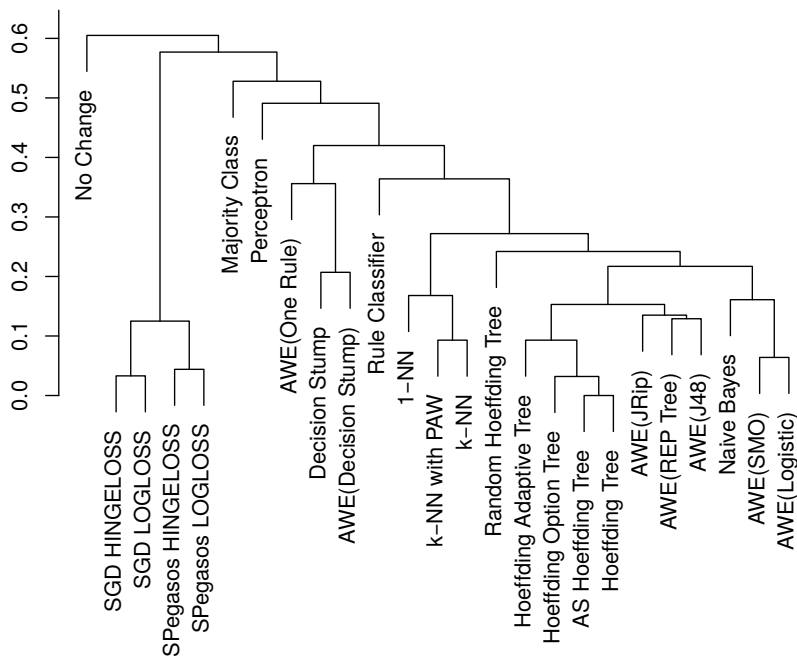 0.6
0.5
0.4
0.3
0.2
0.1
0.0
No Change
SGD HINGELOSS
SGD LOGLOSS
SPegasos HINGELOSS
SPegasos LOGLOSS
Majority Class
Perceptron
AWE(One Rule)
Decision Stump
AWE(Decision Stump)
Rule Classifier
1−NN
k−NN with PAW
k−NN
Random Hoeffding Tree
Hoeffding Adaptive Tree
Hoeffding Option Tree
AS Hoeffding Tree
Hoeffding Tree
AWE(JRip)
AWE(REP Tree)
AWE(J48)
Naive Bayes
AWE(SMO)
AWE(Logistic)